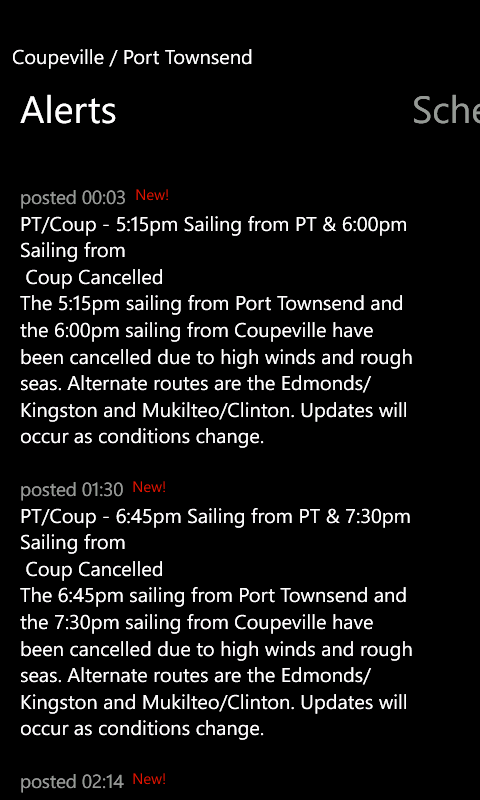 Coupeville / Port Townsend
Alerts Sche
posted 00:03 New!
PT/Coup - 5:15pm Sailing from PT & 6:00pm
Sailing from
Coup Cancelled
The 5:15pm sailing from Port Townsend and
the 6:00pm sailing from Coupeville have
been cancelled due to high winds and rough
seas. Alternate routes are the Edmonds/
Kingston and Mukilteo/Clinton. Updates will
occur as conditions change.
posted 01:30 New!
PT/Coup - 6:45pm Sailing from PT & 7:30pm
Sailing from
Coup Cancelled
The 6:45pm sailing from Port Townsend and
the 7:30pm sailing from Coupeville have
been cancelled due to high winds and rough
seas. Alternate routes are the Edmonds/
Kingston and Mukilteo/Clinton. Updates will
occur as conditions change.
posted 02:14 New!